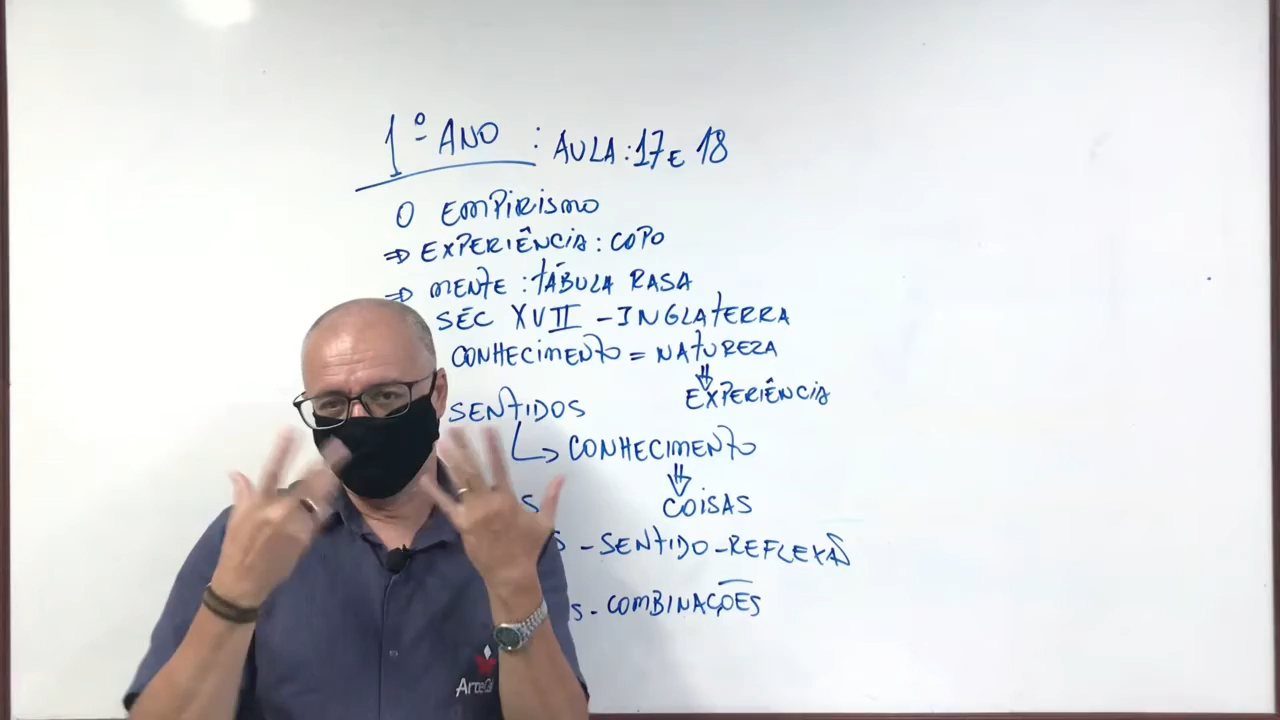 1º ANO : AULA : 17 E 18
O EMPIRISMO
⇒ EXPERIÊNCIA : COPO
⇒ MENTE : TÁBULA RASA
SÉC XVII - INGLATERRA
CONHECIMENTO = NATUREZA
⇓
EXPERIÊNCIA
SENTIDOS
↳ CONHECIMENTO
⇓
S COISAS
S - SENTIDO - REFLEXÃ
S - COMBINAÇÕES